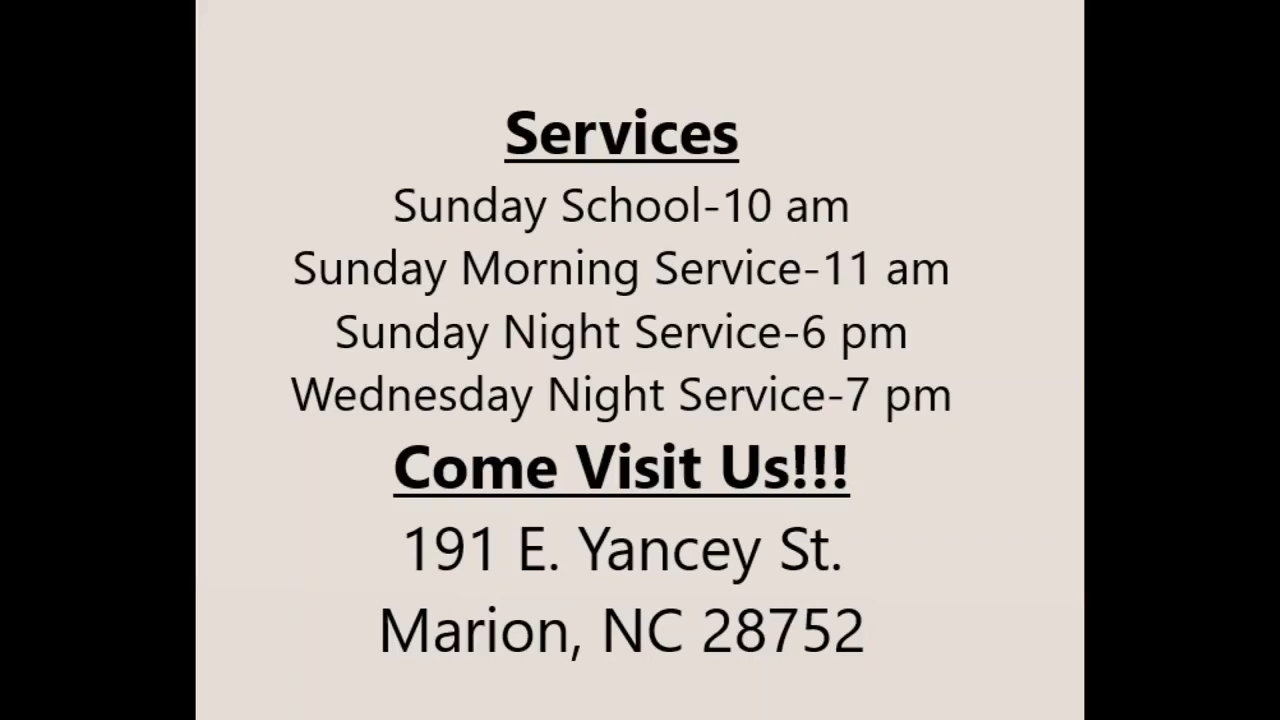 Services
Sunday School-10 am
Sunday Morning Service-11 am
Sunday Night Service-6 pm
Wednesday Night Service-7 pm
Come Visit Us!!!
191 E. Yancey St.
Marion, NC 28752